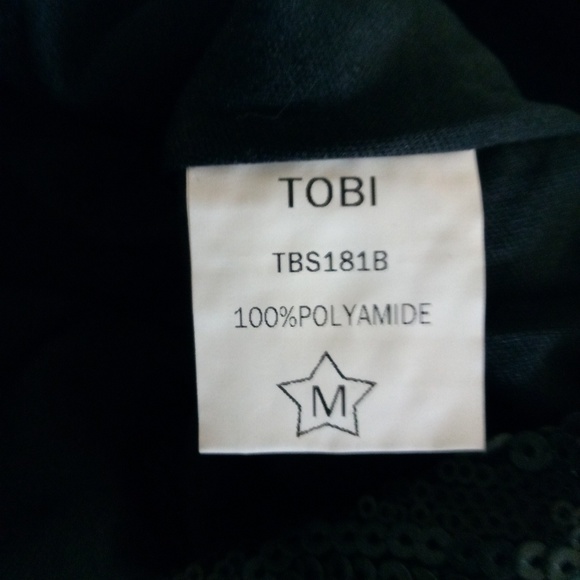 TOBI
TBS181B
100%POLYAMIDE
M